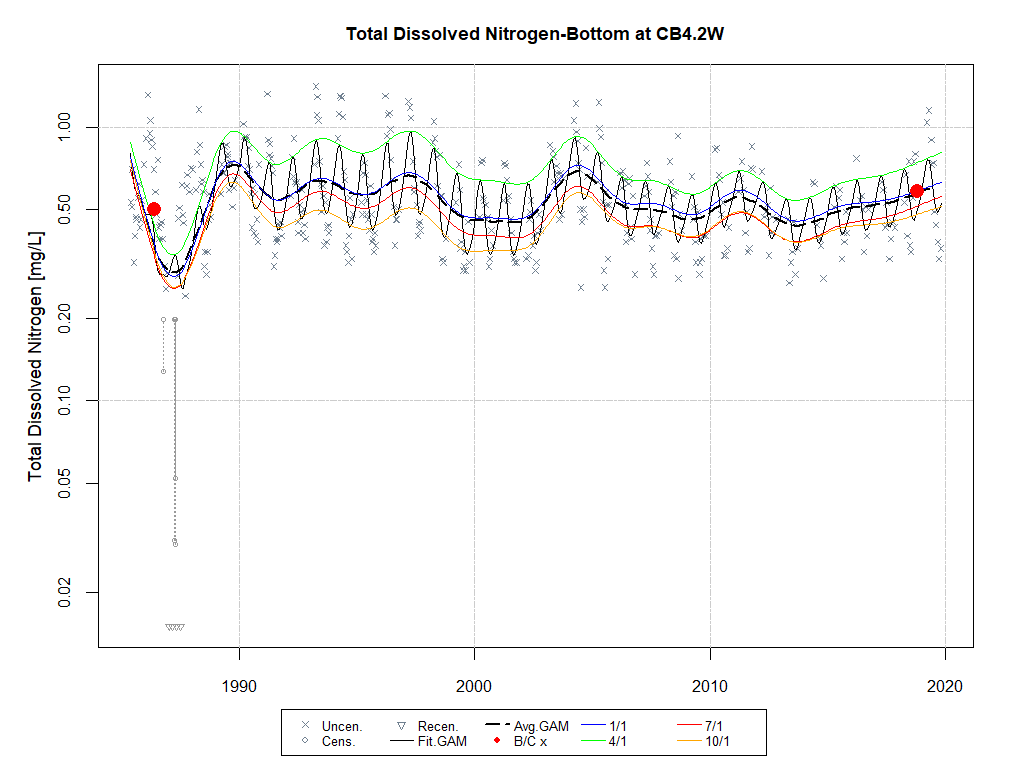 Total Dissolved Nitrogen-Bottom at CB4.2W
Total Dissolved Nitrogen [mg/L]
1.00
0.50
0.20
0.10
0.05
0.02
1990 2000 2010 2020
Uncen. Recen. Avg.GAM 1/1 7/1
Cens. Fit.GAM B/C x 4/1 10/1